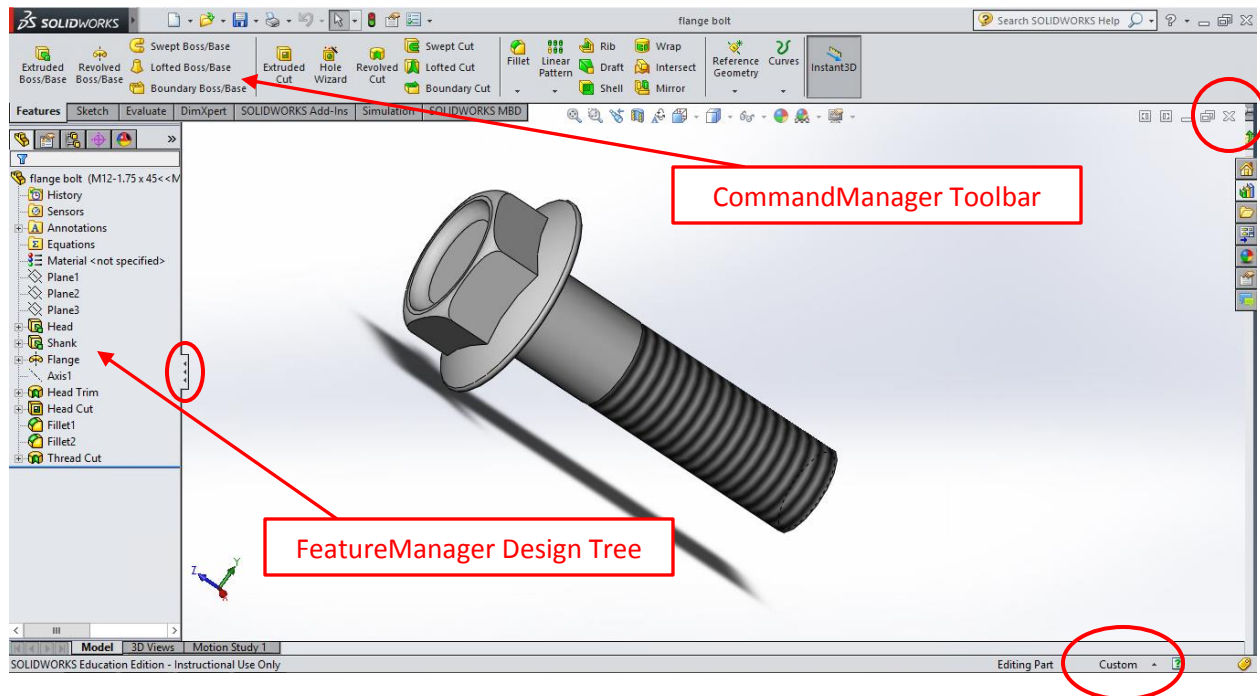 SOLIDWORKS
flange bolt
Search SOLIDWORKS Help
Extruded Boss/Base
Revolved Boss/Base
Swept Boss/Base
Lofted Boss/Base
Boundary Boss/Base
Extruded Cut
Hole Wizard
Revolved Cut
Swept Cut
Lofted Cut
Boundary Cut
Fillet
Linear Pattern
Rib
Draft
Shell
Wrap
Intersect
Mirror
Reference Geometry
Curves
Instant3D
Features Sketch Evaluate DimXpert SOLIDWORKS Add-Ins Simulation SOLIDWORKS MBD
CommandManager Toolbar
flange bolt (M12-1.75 x 45<<M
History
Sensors
Annotations
Equations
Material <not specified>
Plane1
Plane2
Plane3
Head
Shank
Flange
Axis1
Head Trim
Head Cut
Fillet1
Fillet2
Thread Cut
FeatureManager Design Tree
Z Y X
Model 3D Views Motion Study 1
SOLIDWORKS Education Edition - Instructional Use Only
Editing Part Custom